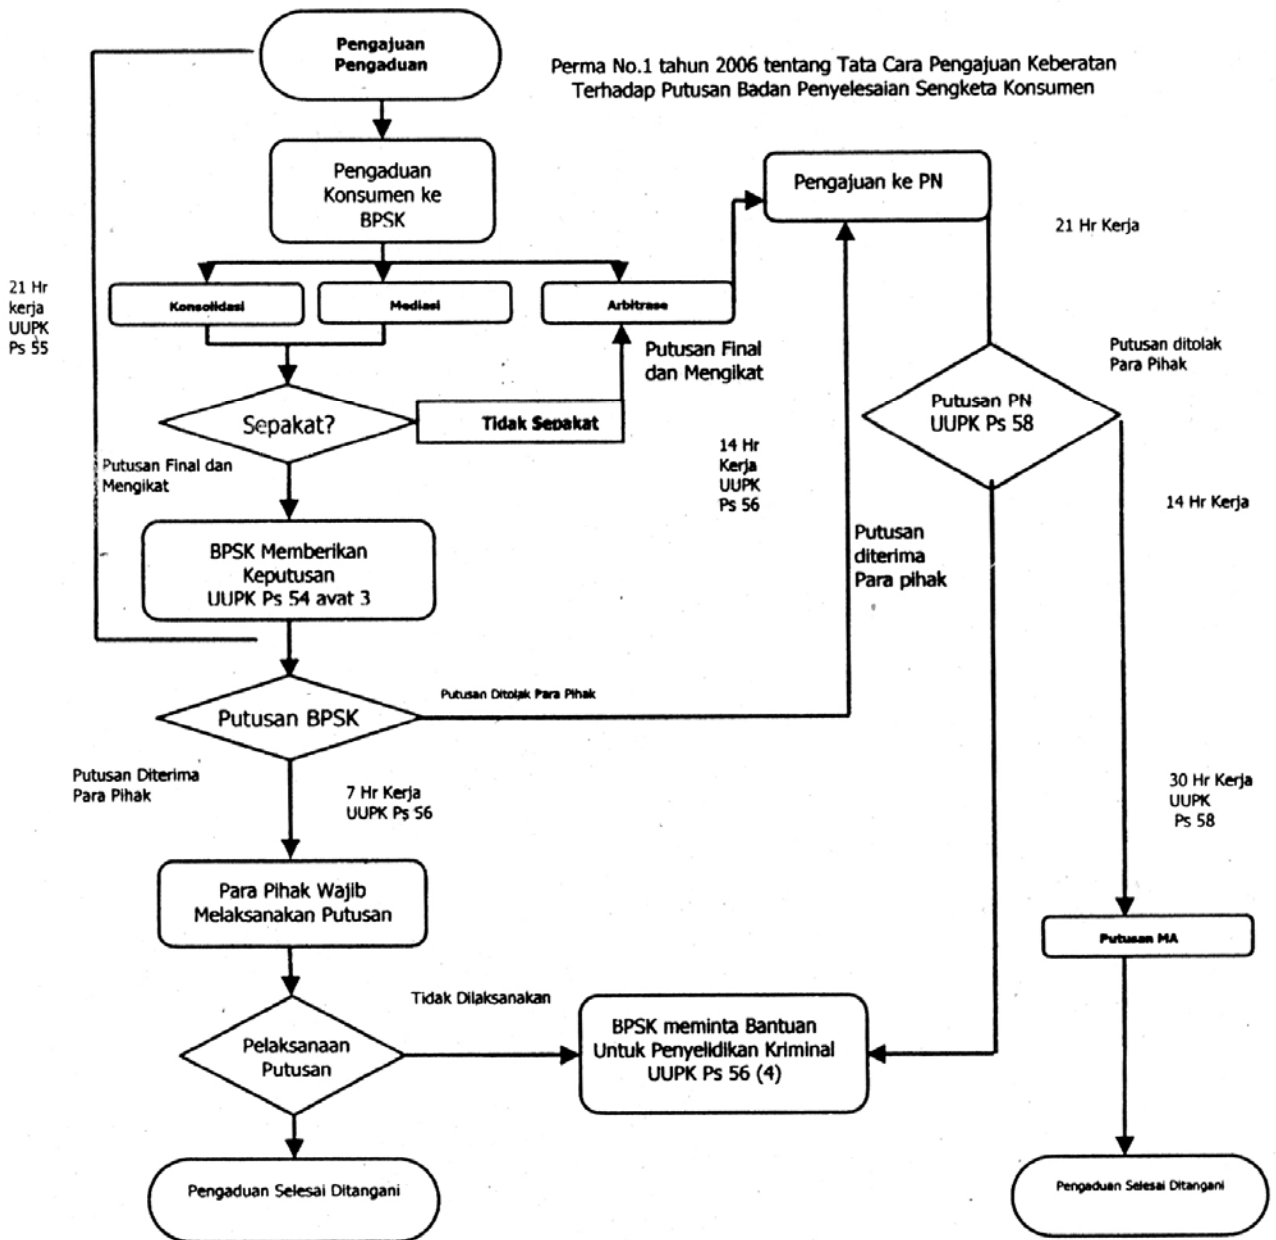 Pengajuan
Pengaduan
Perma No.1 tahun 2006 tentang Tata Cara Pengajuan Keberatan
Terhadap Putusan Badan Penyelesaian Sengketa Konsumen
Pengaduan
Konsumen ke
BPSK
Pengajuan ke PN
21 Hr Kerja
21 Hr
kerja
UUPK
Ps 55
Konsolidasi
Mediasi
Arbitrase
Putusan Final
dan Mengikat
Putusan ditolak
Para Pihak
Sepakat?
Tidak Sepakat
Putusan PN
UUPK Ps 58
Putusan Final dan
Mengikat
14 Hr
Kerja
UUPK
Ps 56
14 Hr Kerja
BPSK Memberikan
Keputusan
UUPK Ps 54 avat 3
Putusan
diterima
Para pihak
Putusan BPSK
Putusan Ditolak Para Pihak
Putusan Diterima
Para Pihak
7 Hr Kerja
UUPK Ps 56
30 Hr Kerja
UUPK
Ps 58
Para Pihak Wajib
Melaksanakan Putusan
Putusan MA
Tidak Dilaksanakan
Pelaksanaan
Putusan
BPSK meminta Bantuan
Untuk Penyelidikan Kriminal
UUPK Ps 56 (4)
Pengaduan Selesai Ditangani
Pengaduan Selesai Ditangani